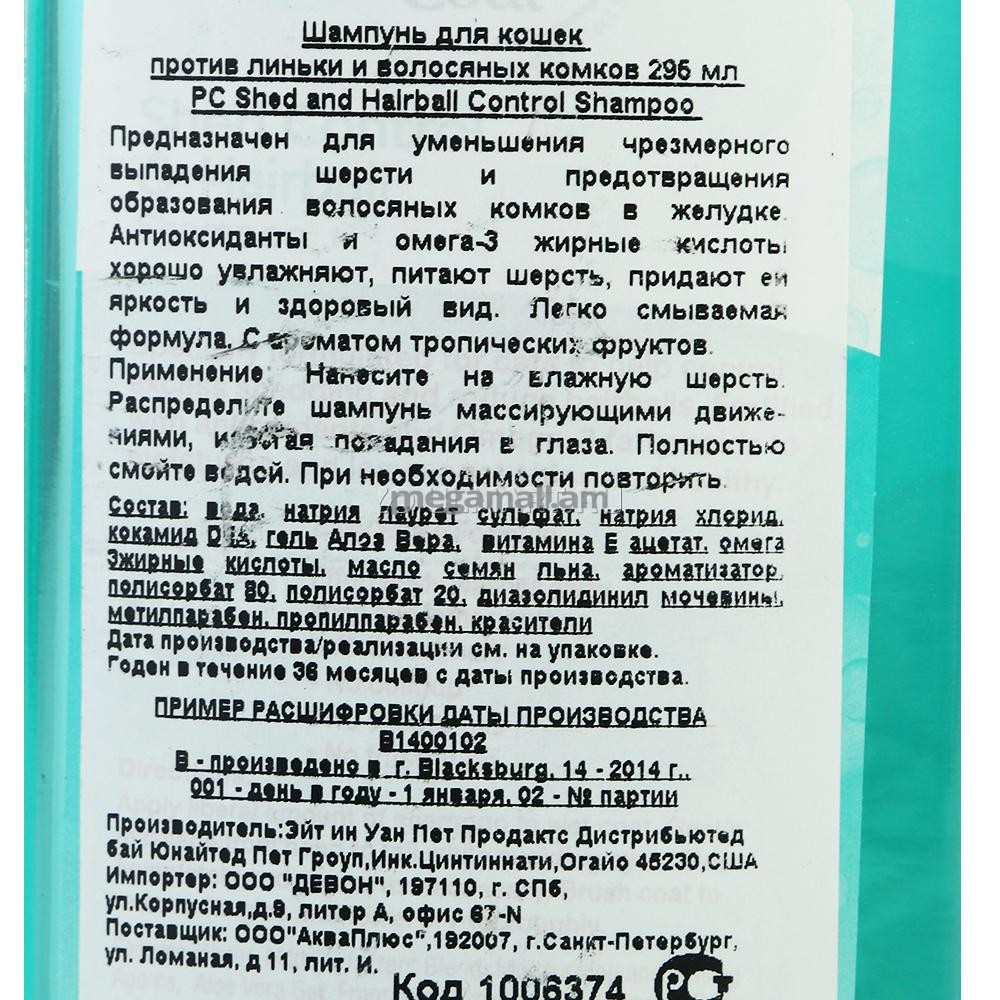 Coat
Шампунь для кошек
против линьки и волосяных комков 295 мл
PC Shed and Hairball Control Shampoo
Предназначен для уменьшения чрезмерного
выпадения шерсти и предотвращения
образования волосяных комков в желудке.
Антиоксиданты и омега-3 жирные кислоты
хорошо увлажняют, питают шерсть, придают ей
яркость и здоровый вид. Легко смываемая
формула. С ароматом тропических фруктов.
Применение: Нанесите на влажную шерсть.
Распределите шампунь массирующими движе-
ниями, избегая попадания в глаза. Полностью
смойте водой. При необходимости повторить.
megamall.am
Состав: вода, натрия лаурет сульфат, натрия хлорид,
кокамид DEA, гель Алоэ Вера, витамина Е ацетат, омега
3жирные кислоты, масло семян льна, ароматизатор,
полисорбат 80, полисорбат 20, диазолидинил мочевины,
метилпарабен, пропилпарабен, красители
Дата производства/реализации см. на упаковке.
Годен в течение 36 месяцев с даты производства.
ПРИМЕР РАСШИФРОВКИ ДАТЫ ПРОИЗВОДСТВА
B1400102
B - произведено в г. Blacksburg, 14 - 2014 г.,
001 - день в году - 1 января, 02 - № партии
Производитель:Эйт ин Уан Пет Продактс Дистрибьютед
бай Юнайтед Пет Гроуп,Инк.Цинтиннати,Огайо 45230,США
Импортер: ООО "ДЕВОН", 197110, г. СПб,
ул.Корпусная,д.9, литер А, офис 67-N
Поставщик: ООО"АкваПлюс",192007, г.Санкт-Петербург,
ул. Ломаная, д 11, лит. И.
Код 1006374 РСТ